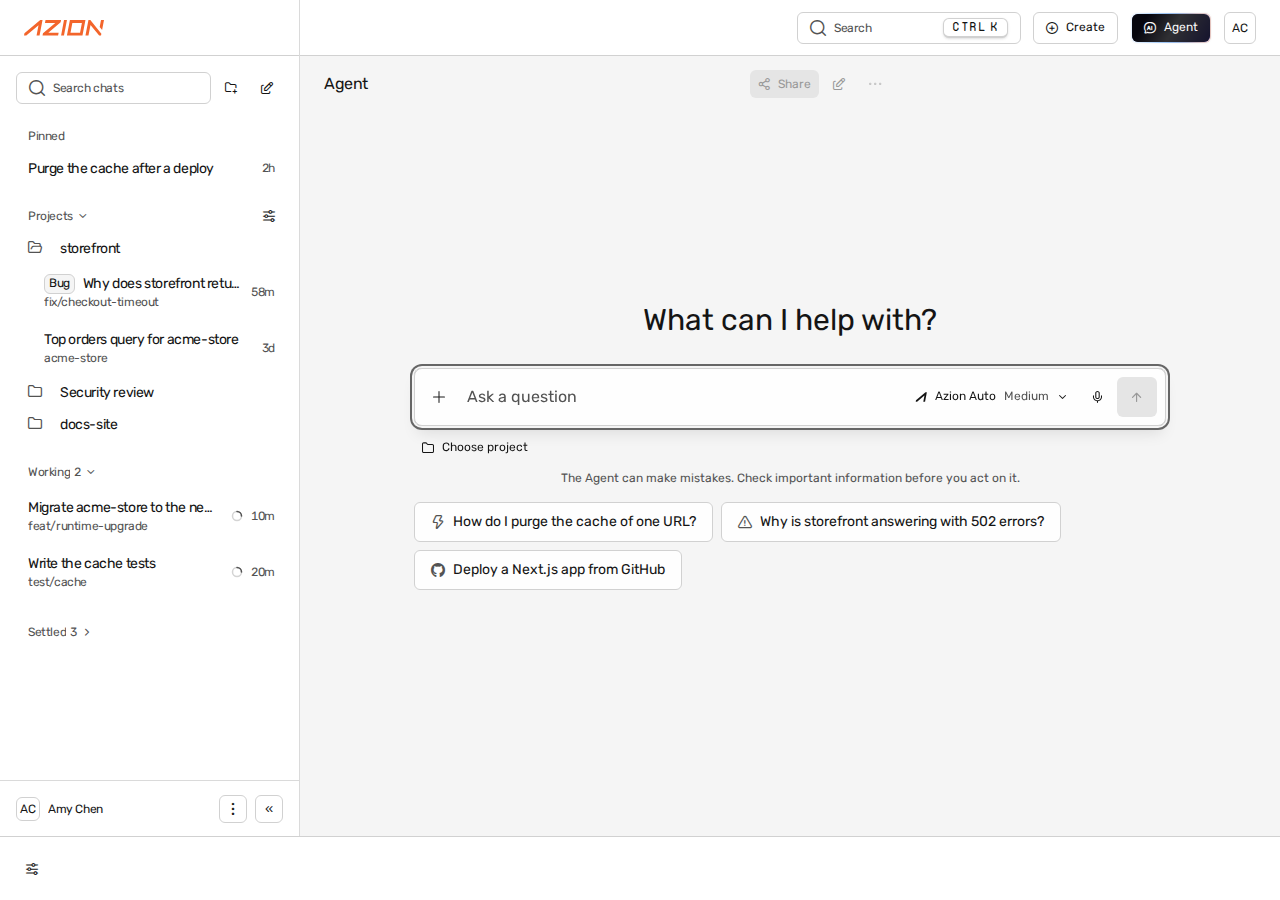 AZION
Search
CTRL K
Create
Agent
AC
Search chats
Agent
Share
Pinned
Purge the cache after a deploy
2h
Projects
storefront
Bug
Why does storefront retu...
58m
fix/checkout-timeout
Top orders query for acme-store
3d
acme-store
Security review
docs-site
Working 2
Migrate acme-store to the ne...
10m
feat/runtime-upgrade
Write the cache tests
20m
test/cache
Settled 3
AC
Amy Chen
What can I help with?
Ask a question
Azion Auto
Medium
Choose project
The Agent can make mistakes. Check important information before you act on it.
How do I purge the cache of one URL?
Why is storefront answering with 502 errors?
Deploy a Next.js app from GitHub